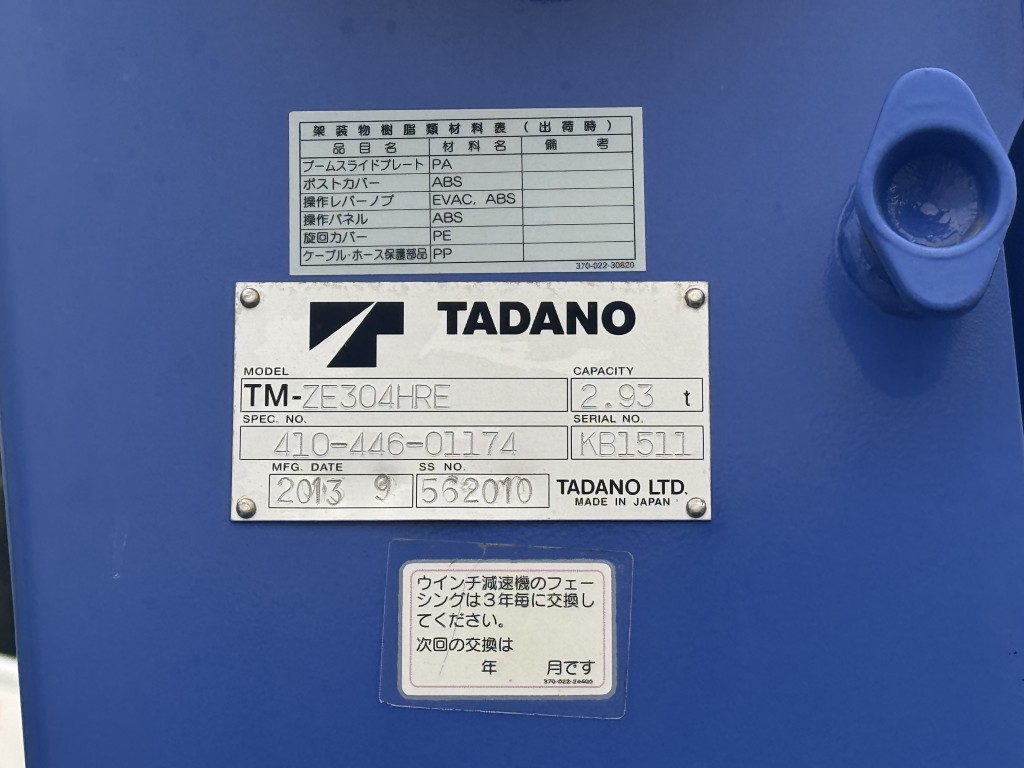 架装物樹脂類材料表(出荷時)
品目名 材料名 備考
ブームスライドプレート PA
ポストカバー ABS
操作レバーノブ EVAC, ABS
操作パネル ABS
旋回カバー PE
ケーブル・ホース保護部品 PP
370-022-30820
TADANO
MODEL CAPACITY
TM-ZE304HRE 2.93 t
SPEC. NO. SERIAL NO.
410-446-01174 KB1511
MFG. DATE SS NO.
2013 9 562010 TADANO LTD.
MADE IN JAPAN
ウインチ減速機のフェー
シングは3年毎に交換し
てください。
次回の交換は
年 月です